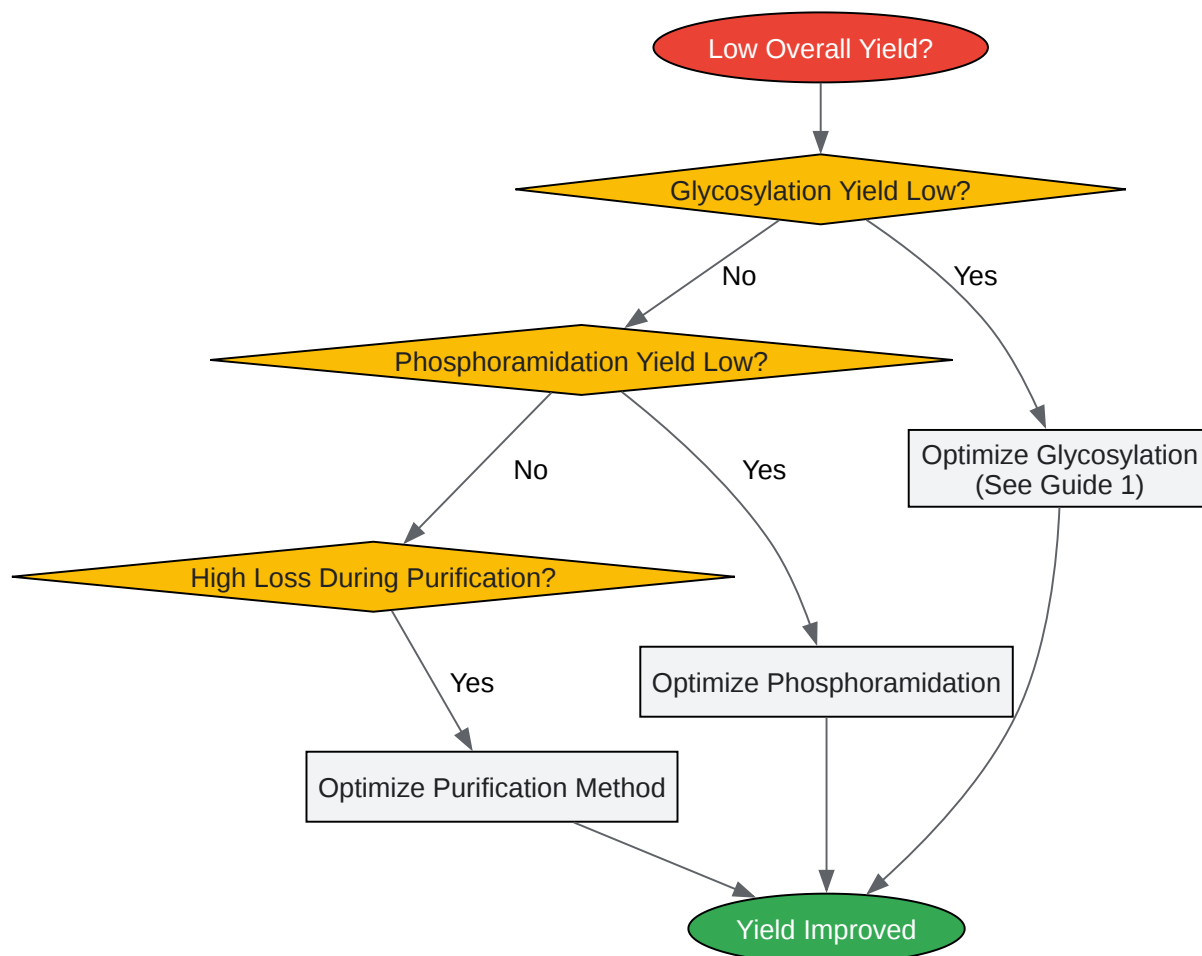 Low Overall Yield?
Glycosylation Yield Low?
No
Yes
Phosphoramidation Yield Low?
Optimize Glycosylation
(See Guide 1)
No
Yes
High Loss During Purification?
Yes
Optimize Phosphoramidation
Optimize Purification Method
Yield Improved